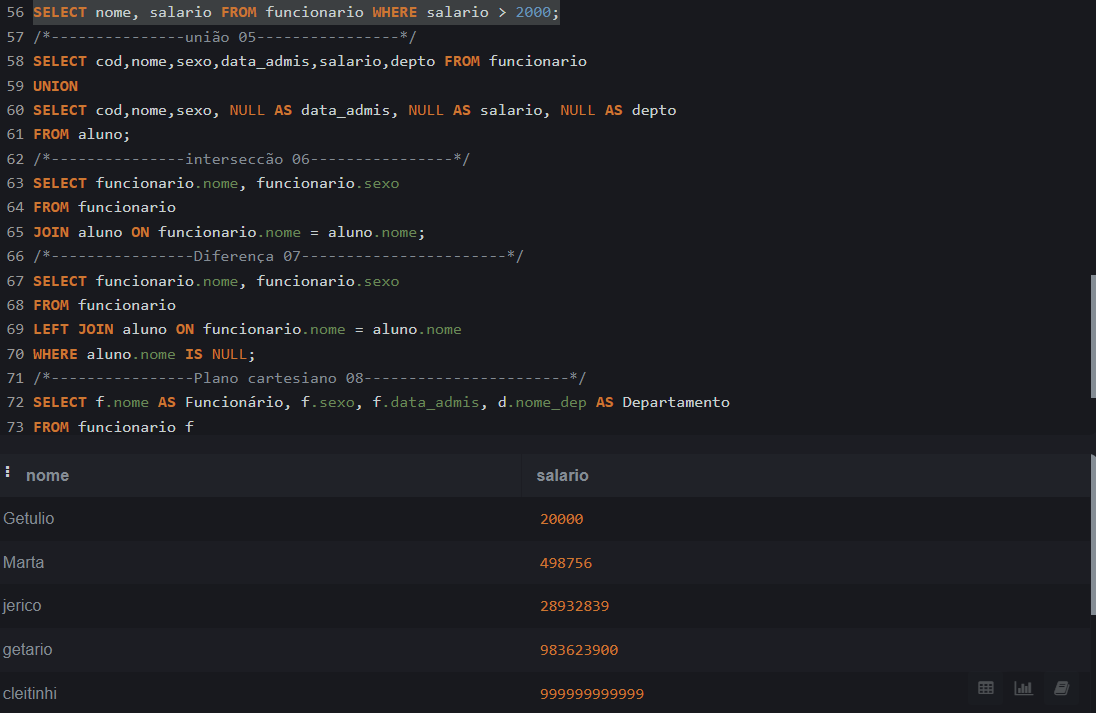 56 SELECT nome, salario FROM funcionario WHERE salario > 2000;
57 /*---------------união 05----------------*/
58 SELECT cod,nome,sexo,data_admis,salario,depto FROM funcionario
59 UNION
60 SELECT cod,nome,sexo, NULL AS data_admis, NULL AS salario, NULL AS depto
61 FROM aluno;
62 /*---------------interseccão 06----------------*/
63 SELECT funcionario.nome, funcionario.sexo
64 FROM funcionario
65 JOIN aluno ON funcionario.nome = aluno.nome;
66 /*----------------Diferença 07-----------------------*/
67 SELECT funcionario.nome, funcionario.sexo
68 FROM funcionario
69 LEFT JOIN aluno ON funcionario.nome = aluno.nome
70 WHERE aluno.nome IS NULL;
71 /*----------------Plano cartesiano 08-----------------------*/
72 SELECT f.nome AS Funcionário, f.sexo, f.data_admis, d.nome_dep AS Departamento
73 FROM funcionario f
nome salario
Getulio 20000
Marta 498756
jerico 28932839
getario 983623900
cleitinhi 999999999999